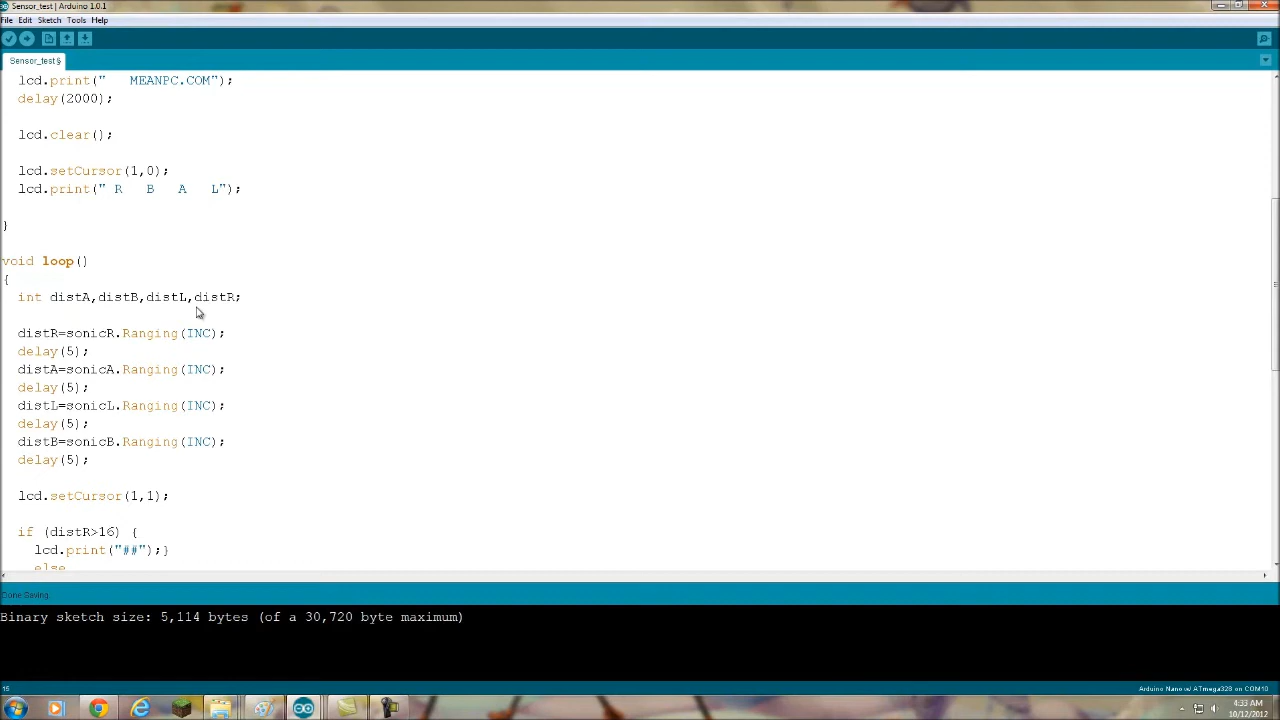 Sensor_test | Arduino 1.0.1
File Edit Sketch Tools Help
Sensor_test§
lcd.print("   MEANPC.COM");
delay(2000);
lcd.clear();
lcd.setCursor(1,0);
lcd.print(" R   B   A   L");
}
void loop()
{
int distA,distB,distL,distR;
distR=sonicR.Ranging(INC);
delay(5);
distA=sonicA.Ranging(INC);
delay(5);
distL=sonicL.Ranging(INC);
delay(5);
distB=sonicB.Ranging(INC);
delay(5);
lcd.setCursor(1,1);
if (distR>16) {
lcd.print("##");}
else
Done Saving.
Binary sketch size: 5,114 bytes (of a 30,720 byte maximum)
15
Arduino Nano w/ ATmega328 on COM10
4:33 AM
10/12/2012